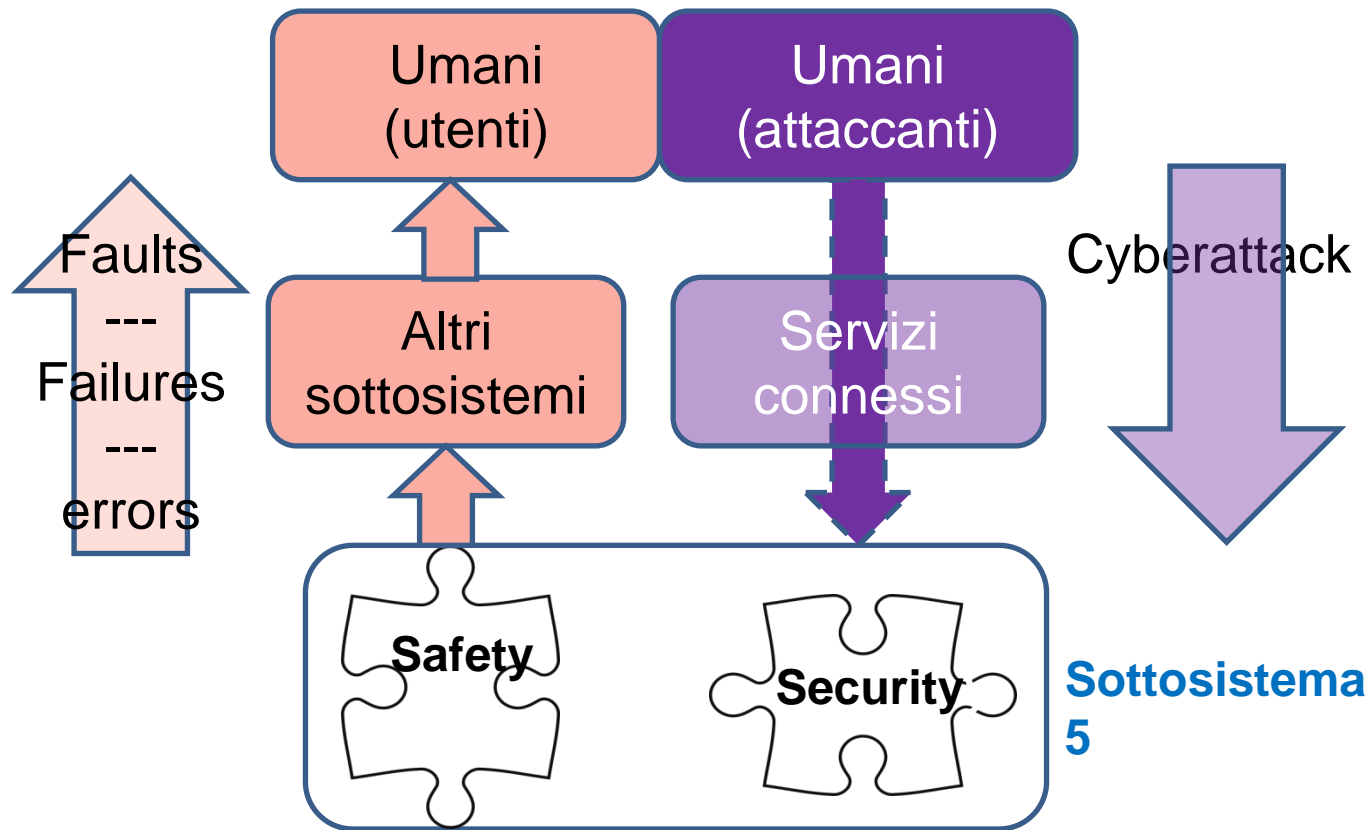 Umani
(utenti)
Umani
(attaccanti)
Faults
---
Failures
---
errors
Altri
sottosistemi
Servizi
connessi
Cyberattack
Safety
Security
Sottosistema
5